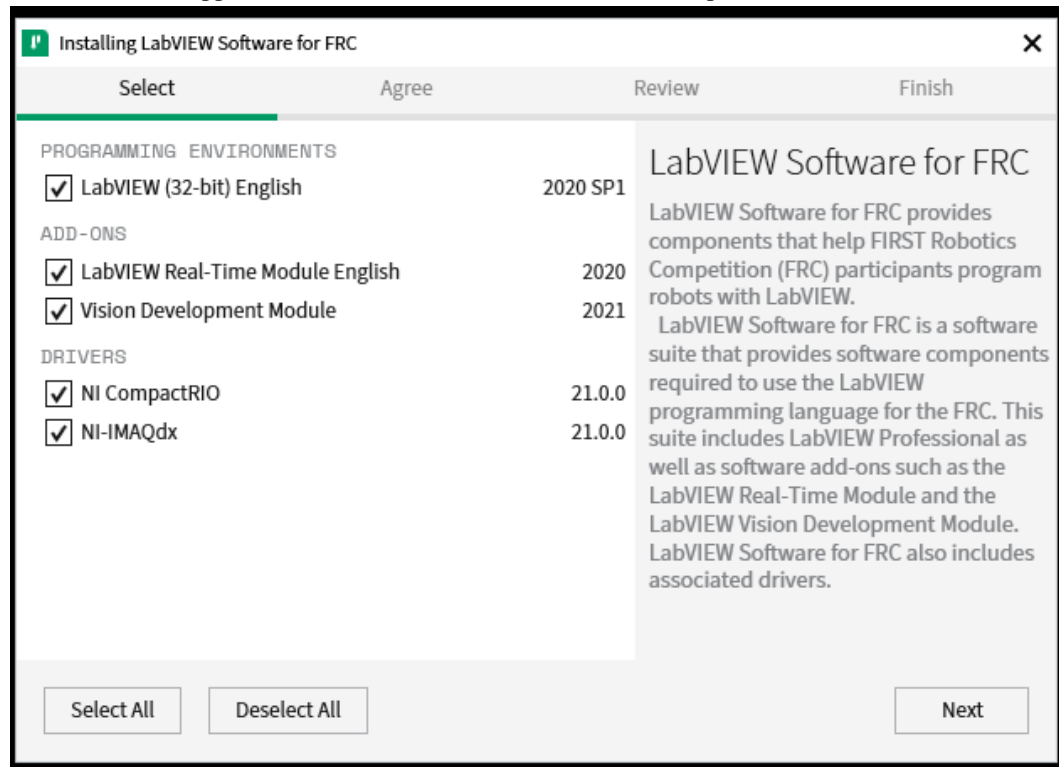 Installing LabVIEW Software for FRC
Select Agree Review Finish
PROGRAMMING ENVIRONMENTS
LabVIEW (32-bit) English 2020 SP1
ADD-ONS
LabVIEW Real-Time Module English 2020
Vision Development Module 2021
DRIVERS
NI CompactRIO 21.0.0
NI-IMAQdx 21.0.0
LabVIEW Software for FRC
LabVIEW Software for FRC provides
components that help FIRST Robotics
Competition (FRC) participants program
robots with LabVIEW.
LabVIEW Software for FRC is a software
suite that provides software components
required to use the LabVIEW
programming language for the FRC. This
suite includes LabVIEW Professional as
well as software add-ons such as the
LabVIEW Real-Time Module and the
LabVIEW Vision Development Module.
LabVIEW Software for FRC also includes
associated drivers.
Select All Deselect All Next